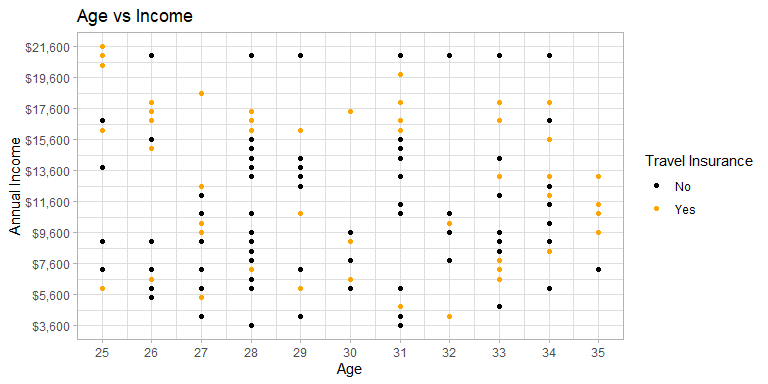 Age vs Income
$21,600
$19,600
$17,600
$15,600
$13,600
$11,600
$9,600
$7,600
$5,600
$3,600
Annual Income
25 26 27 28 29 30 31 32 33 34 35
Age
Travel Insurance
No
Yes